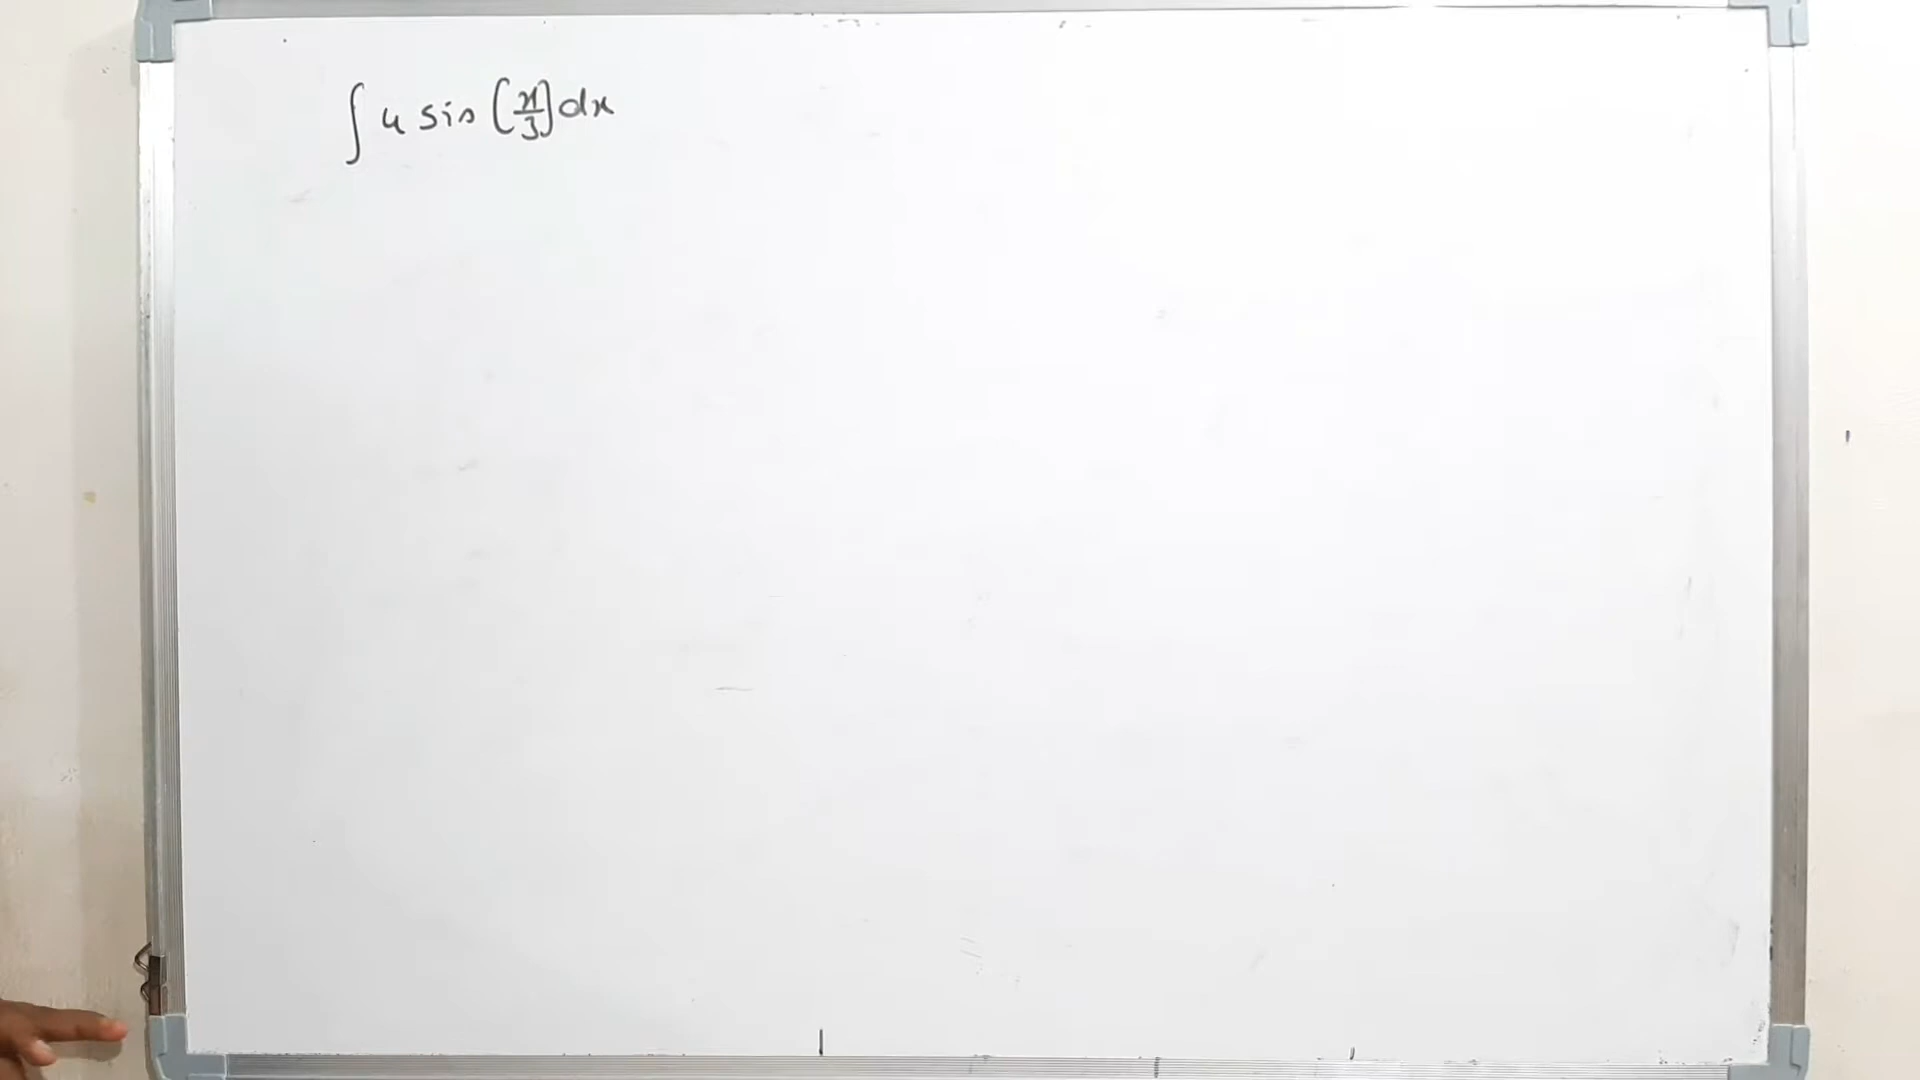 ∫ 4 sin (x/3) dx